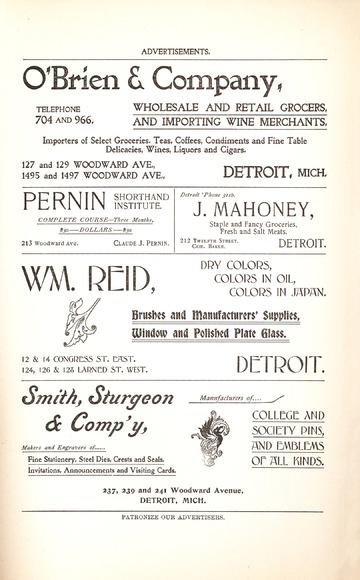 ADVERTISEMENTS.
O'Brien & Company,
TELEPHONE
704 AND 966.
WHOLESALE AND RETAIL GROCERS,
AND IMPORTING WINE MERCHANTS.
Importers of Select Groceries, Teas, Coffees, Condiments and Fine Table
Delicacies, Wines, Liquors and Cigars.
127 and 129 WOODWARD AVE.,
1495 and 1497 WOODWARD AVE.,
DETROIT, MICH.
PERNIN SHORTHAND
INSTITUTE.
COMPLETE COURSE—Three Months,
DOLLARS
213 Woodward Ave. CLAUDE J. PERNIN.
Detroit 'Phone
J. MAHONEY,
Staple and Fancy Groceries,
Fresh and Salt Meats.
212 TWELFTH STREET,
COR. BAKER. DETROIT.
WM. REID,
DRY COLORS,
COLORS IN OIL,
COLORS IN JAPAN.
Brushes and Manufacturers' Supplies,
Window and Polished Plate Glass.
12 & 14 CONGRESS ST. EAST.
124, 126 & 128 LARNED ST. WEST.
DETROIT.
Smith, Sturgeon
& Comp'y,
Manufacturers of....
COLLEGE AND
SOCIETY PINS,
AND EMBLEMS
OF ALL KINDS.
Makers and Engravers of.....
Fine Stationery, Steel Dies, Crests and Seals.
Invitations, Announcements and Visiting Cards.
237, 239 and 241 Woodward Avenue,
DETROIT, MICH.
PATRONIZE OUR ADVERTISERS.